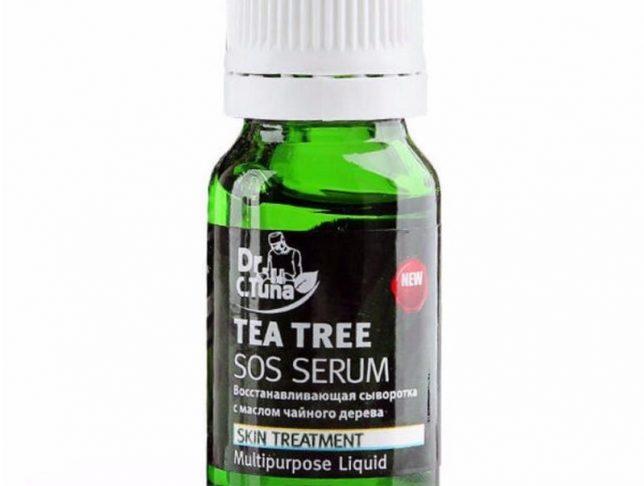 Dr.
C.Tuna
NEW
TEA TREE
SOS SERUM
Восстанавливающая сыворотка
с маслом чайного дерева
SKIN TREATMENT
Multipurpose Liquid